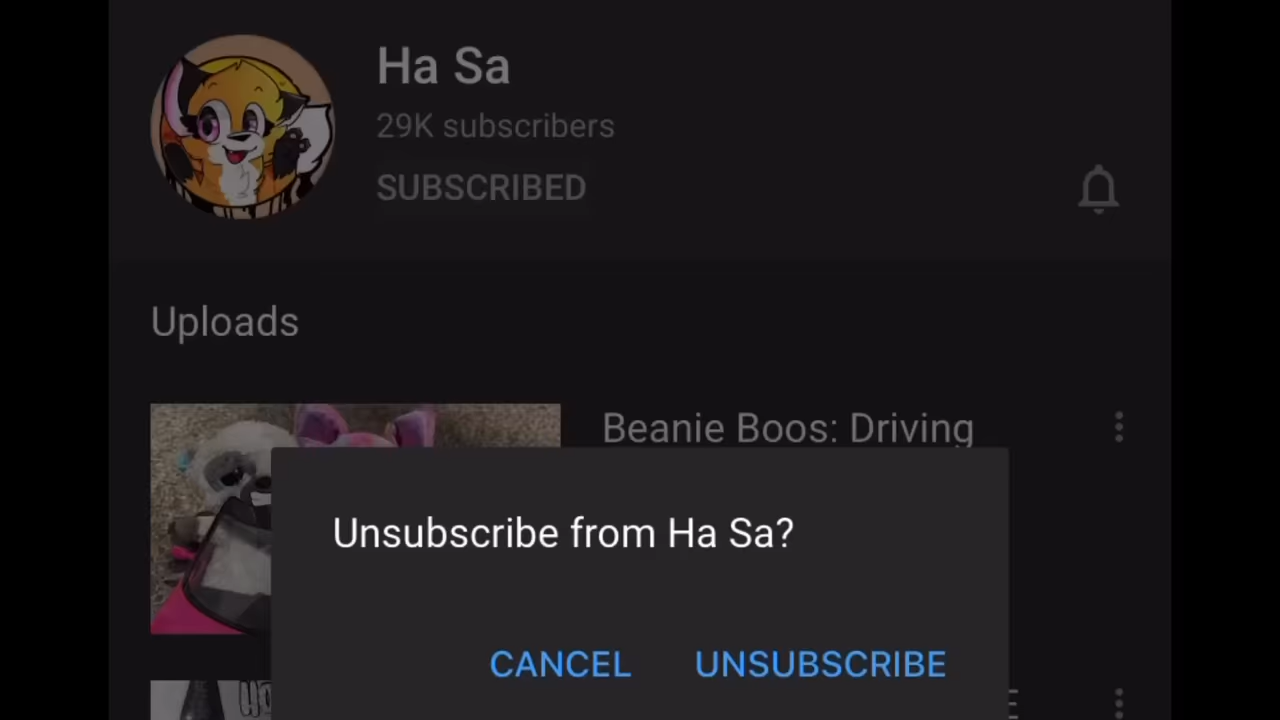 Ha Sa
29K subscribers
SUBSCRIBED
Uploads
Beanie Boos: Driving
Unsubscribe from Ha Sa?
CANCEL
UNSUBSCRIBE